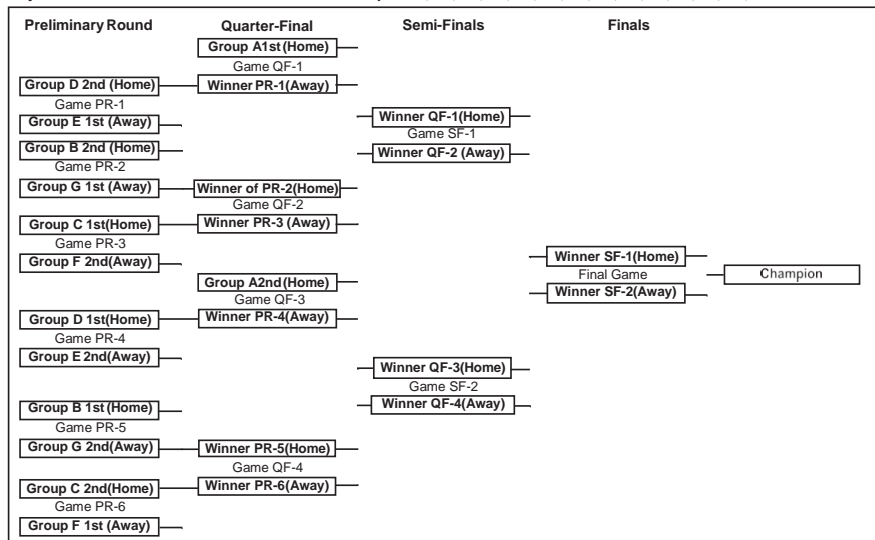 Preliminary Round Quarter-Final Semi-Finals Finals
Group A1st(Home)
Game QF-1
Group D 2nd (Home) Winner PR-1(Away)
Game PR-1
Group E 1st (Away) Winner QF-1(Home)
Game SF-1
Group B 2nd (Home) Winner QF-2 (Away)
Game PR-2
Group G 1st (Away) Winner of PR-2(Home)
Game QF-2
Group C 1st(Home) Winner PR-3 (Away)
Game PR-3
Group F 2nd(Away) Winner SF-1(Home)
Final Game Champion
Group A2nd(Home) Winner SF-2(Away)
Game QF-3
Group D 1st(Home) Winner PR-4(Away)
Game PR-4
Group E 2nd(Away) Winner QF-3(Home)
Game SF-2
Group B 1st(Home) Winner QF-4(Away)
Game PR-5
Group G 2nd(Away) Winner PR-5(Home)
Game QF-4
Group C 2nd(Home) Winner PR-6(Away)
Game PR-6
Group F 1st (Away)